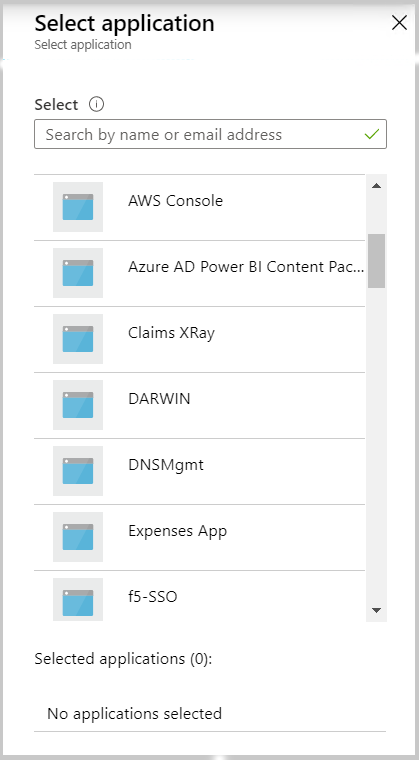 Select application
Select application
Select
Search by name or email address
AWS Console
Azure AD Power BI Content Pac...
Claims XRay
DARWIN
DNSMgmt
Expenses App
f5-SSO
Selected applications (0):
No applications selected